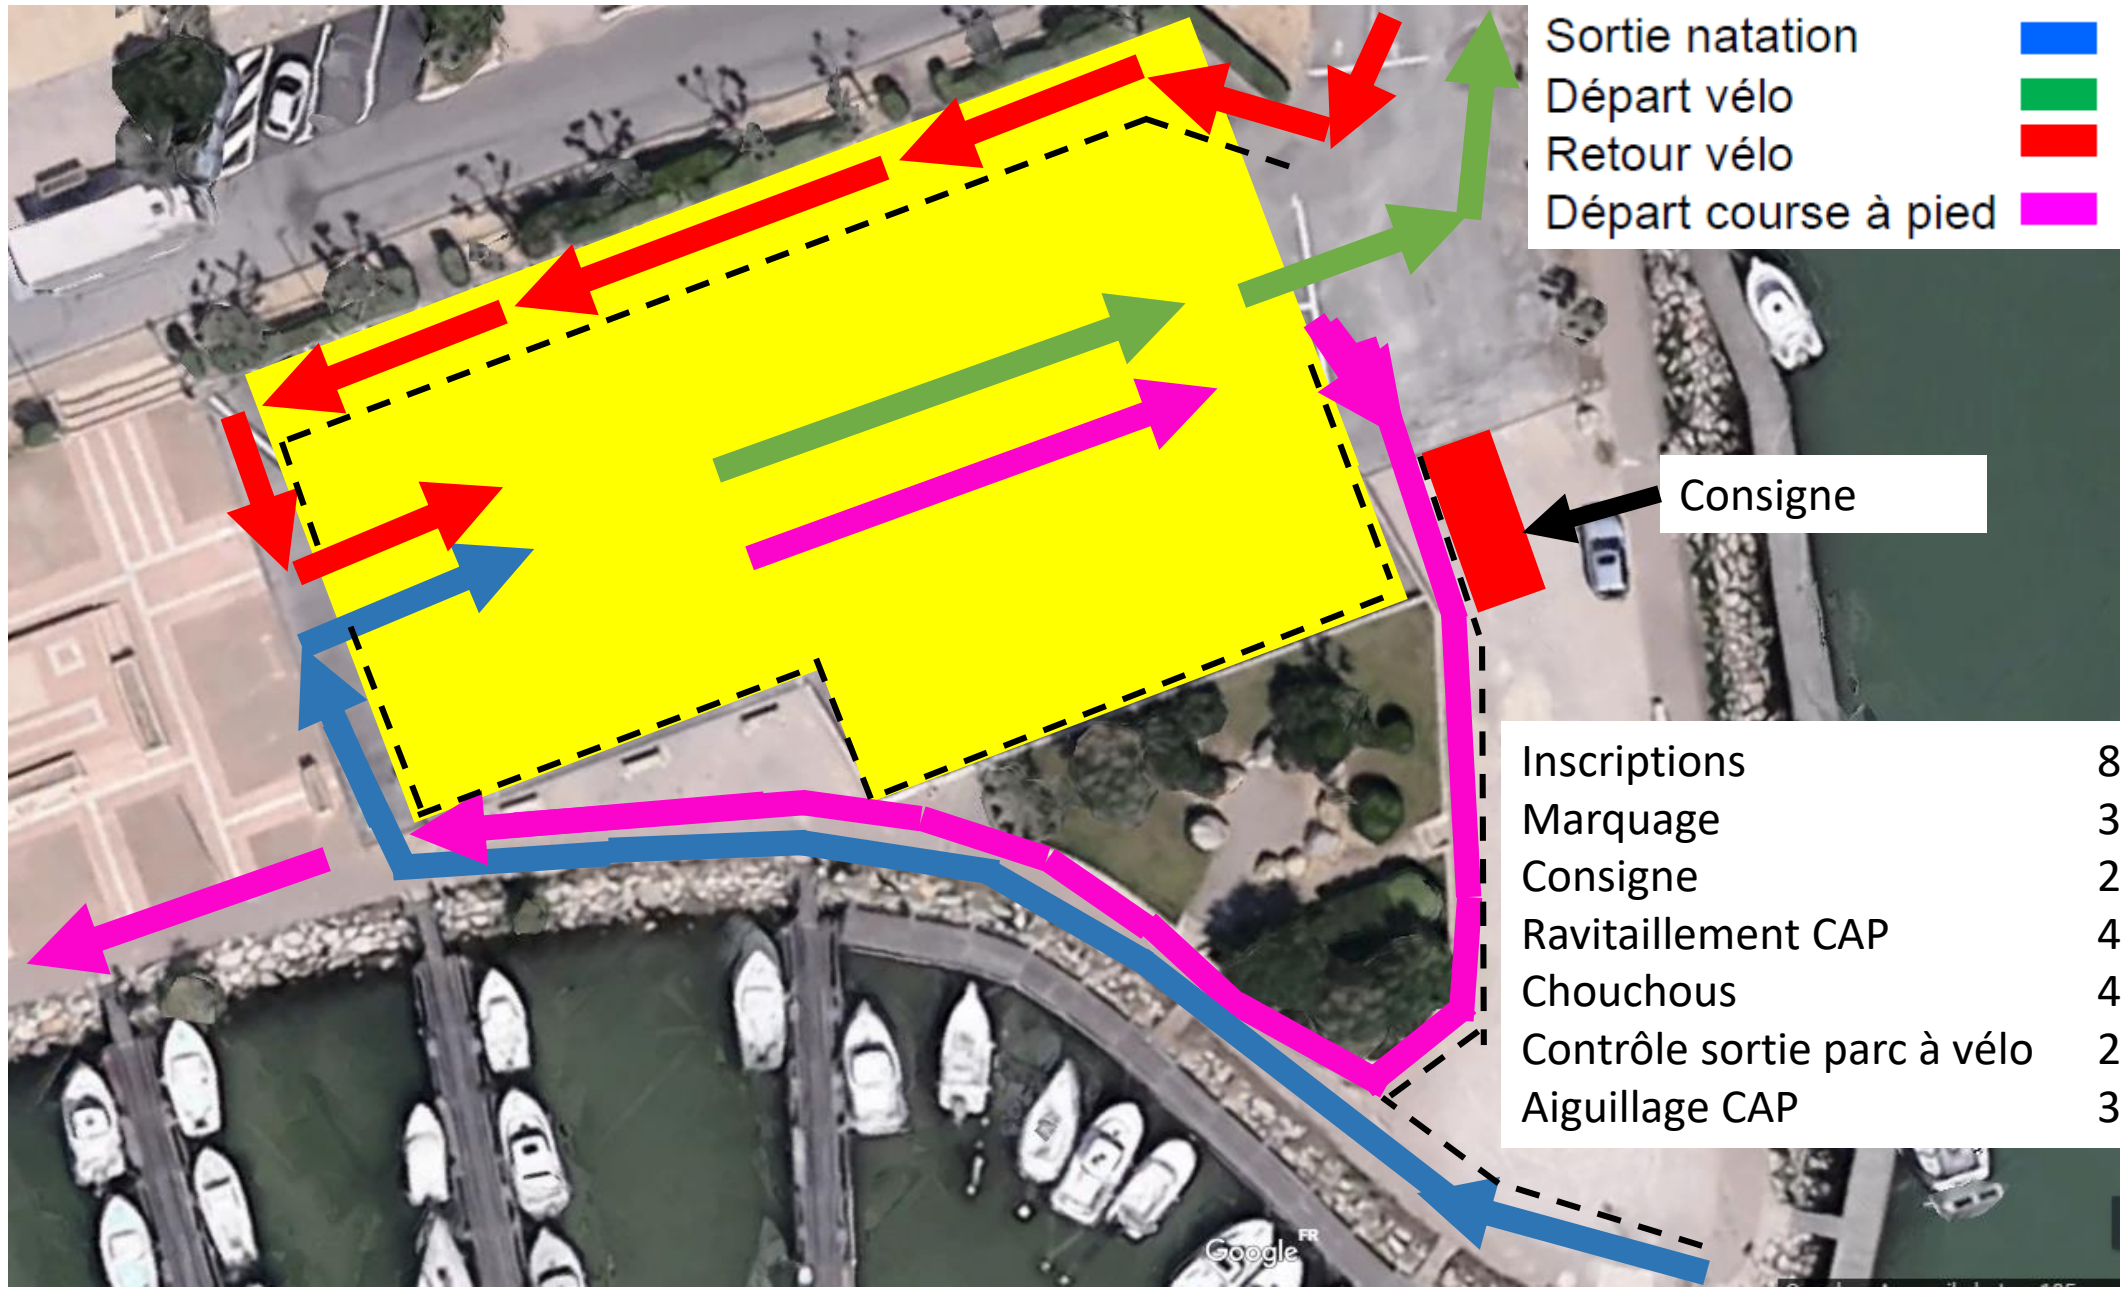 Sortie natation
Départ vélo
Retour vélo
Départ course à pied
Consigne
Inscriptions 8
Marquage 3
Consigne 2
Ravitaillement CAP 4
Chouchous 4
Contrôle sortie parc à vélo 2
Aiguillage CAP 3
Google
FR